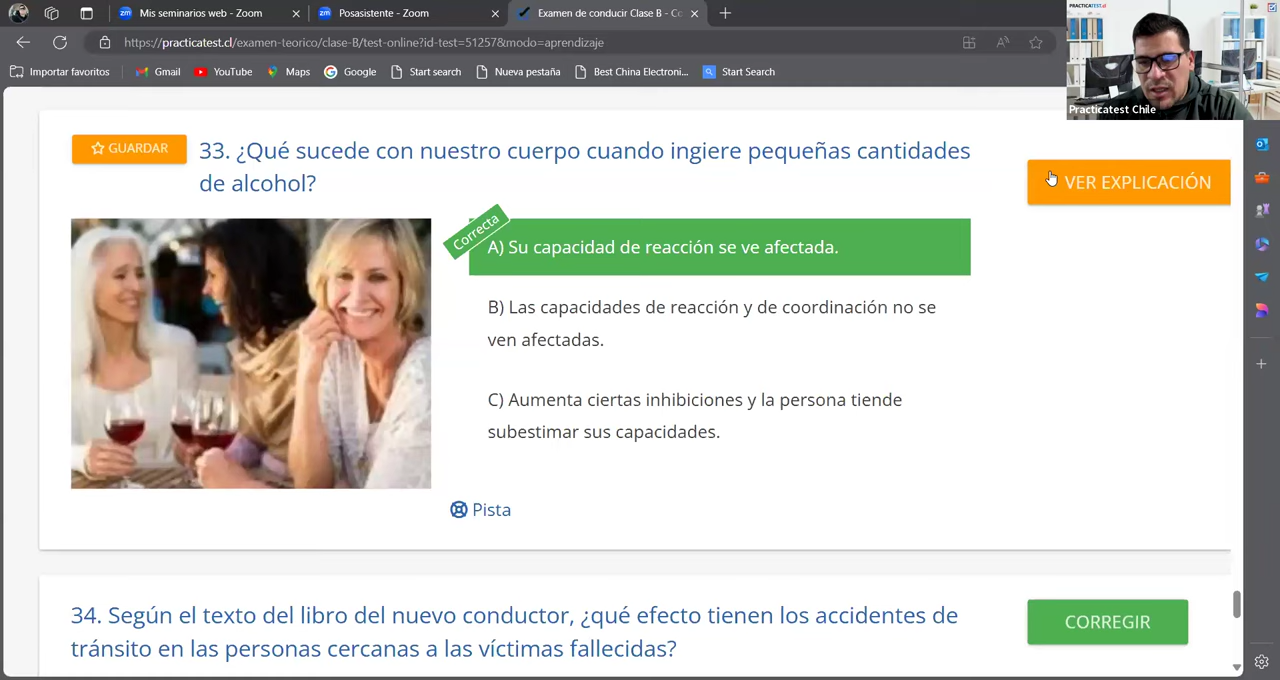 Mis seminarios web - Zoom
Posasistente - Zoom
Examen de conducir Clase B - Co
https://practicatest.cl/examen-teorico/clase-B/test-online?id-test=51257&modo=aprendizaje
Importar favoritos
Gmail
YouTube
Maps
Google
Start search
Nueva pestaña
Best China Electroni...
Start Search
PRACTICATEST.cl
Practicatest Chile
GUARDAR
33. ¿Qué sucede con nuestro cuerpo cuando ingiere pequeñas cantidades
de alcohol?
VER EXPLICACIÓN
Correcta
A) Su capacidad de reacción se ve afectada.
B) Las capacidades de reacción y de coordinación no se
ven afectadas.
C) Aumenta ciertas inhibiciones y la persona tiende
subestimar sus capacidades.
Pista
34. Según el texto del libro del nuevo conductor, ¿qué efecto tienen los accidentes de
tránsito en las personas cercanas a las víctimas fallecidas?
CORREGIR